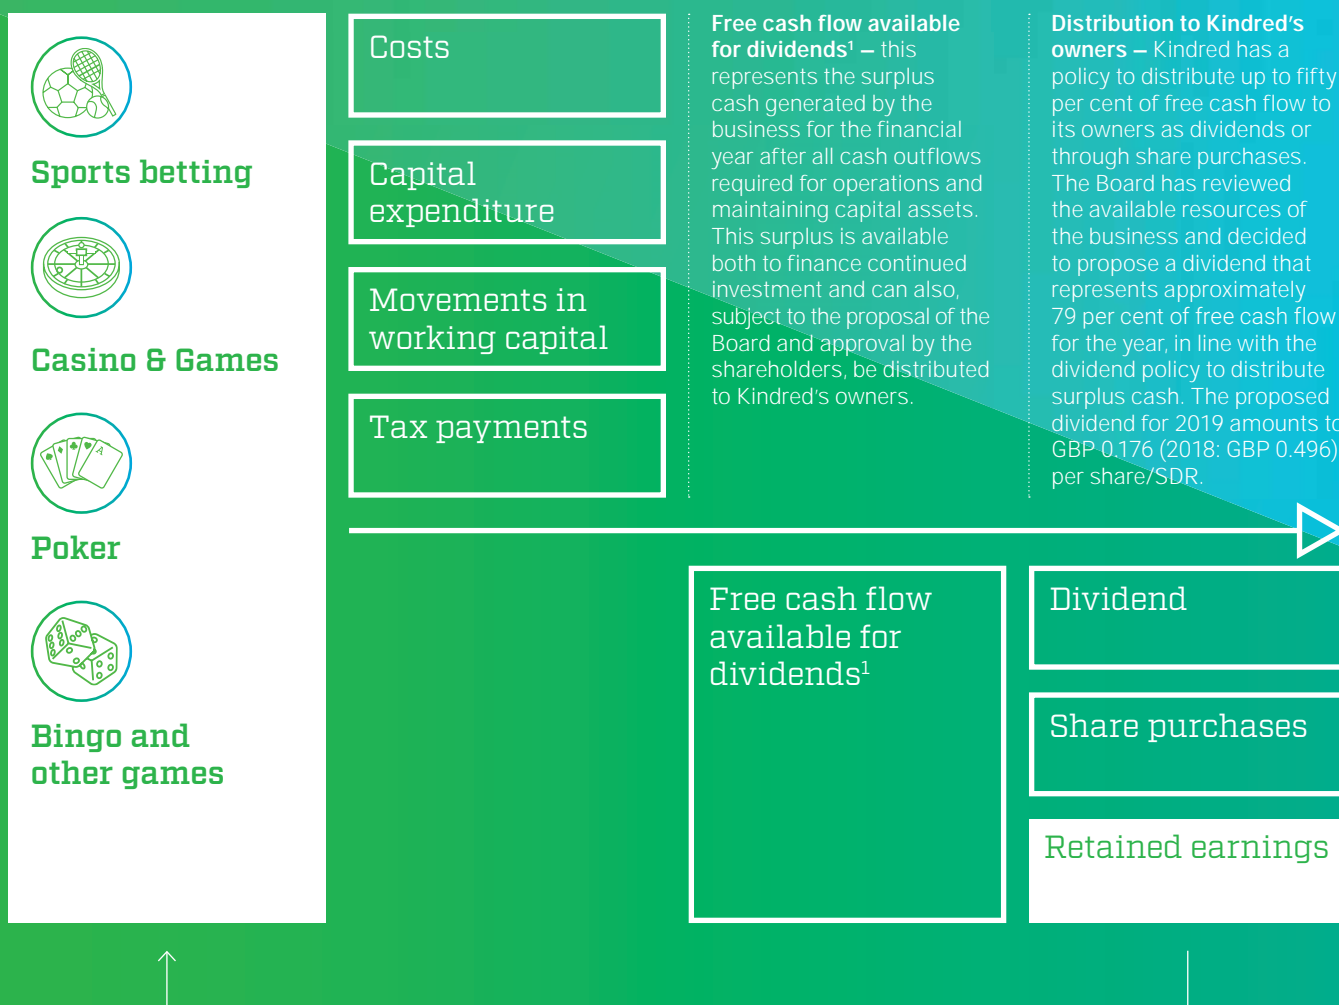 Sports betting
Casino & Games
Poker
Bingo and
other games
Costs
Capital
expenditure
Movements in
working capital
Tax payments
Free cash flow available
for dividends¹ – this
represents the surplus
cash generated by the
business for the financial
year after all cash outflows
required for operations and
maintaining capital assets.
This surplus is available
both to finance continued
investment and can also,
subject to the proposal of the
Board and approval by the
shareholders, be distributed
to Kindred's owners.
Distribution to Kindred's
owners – Kindred has a
policy to distribute up to fifty
per cent of free cash flow to
its owners as dividends or
through share purchases.
The Board has reviewed
the available resources of
the business and decided
to propose a dividend that
represents approximately
79 per cent of free cash flow
for the year, in line with the
dividend policy to distribute
surplus cash. The proposed
dividend for 2019 amounts to
GBP 0.176 (2018: GBP 0.496)
per share/SDR.
Free cash flow
available for
dividends¹
Dividend
Share purchases
Retained earnings